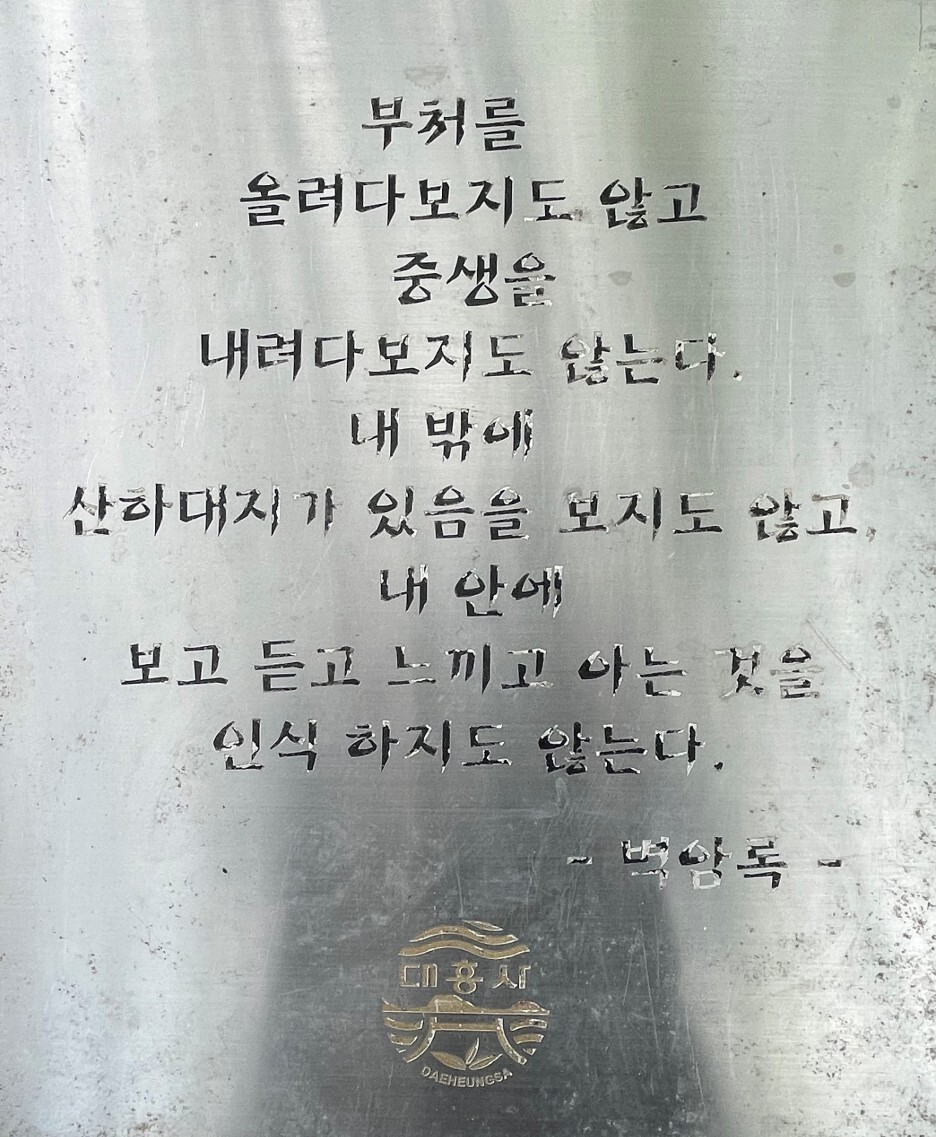 부처를
올려다보지도 않고
중생을
내려다보지도 않는다.
내 밖에
산하대지가 있음을 보지도 않고,
내 안에
보고 듣고 느끼고 아는 것을
인식 하지도 않는다.
- 벽암록 -
대흥사
DAEHEUNGSA